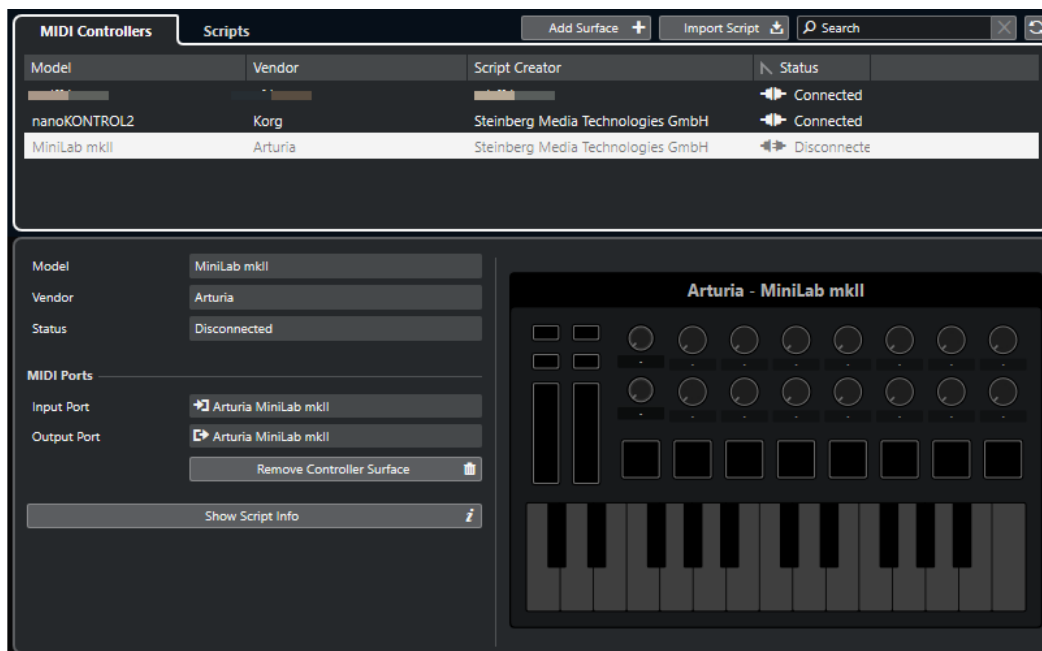 MIDI Controllers Scripts Add Surface Import Script Search
Model Vendor Script Creator Status
Connected
nanoKONTROL2 Korg Steinberg Media Technologies GmbH Connected
MiniLab mkII Arturia Steinberg Media Technologies GmbH Disconnecte
Model MiniLab mkII
Vendor Arturia
Status Disconnected
MIDI Ports
Input Port Arturia MiniLab mkII
Output Port Arturia MiniLab mkII
Remove Controller Surface
Show Script Info
Arturia - MiniLab mkII